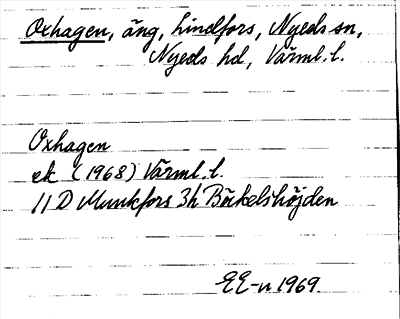 Oxhagen, äng, Lindfors, Nyeds sn,
Nyeds hd, Värml. l.
Oxhagen
ek (1968) Värml. l.
11 D Munkfors 3h Bäckelshöjden
EE-n 1969.